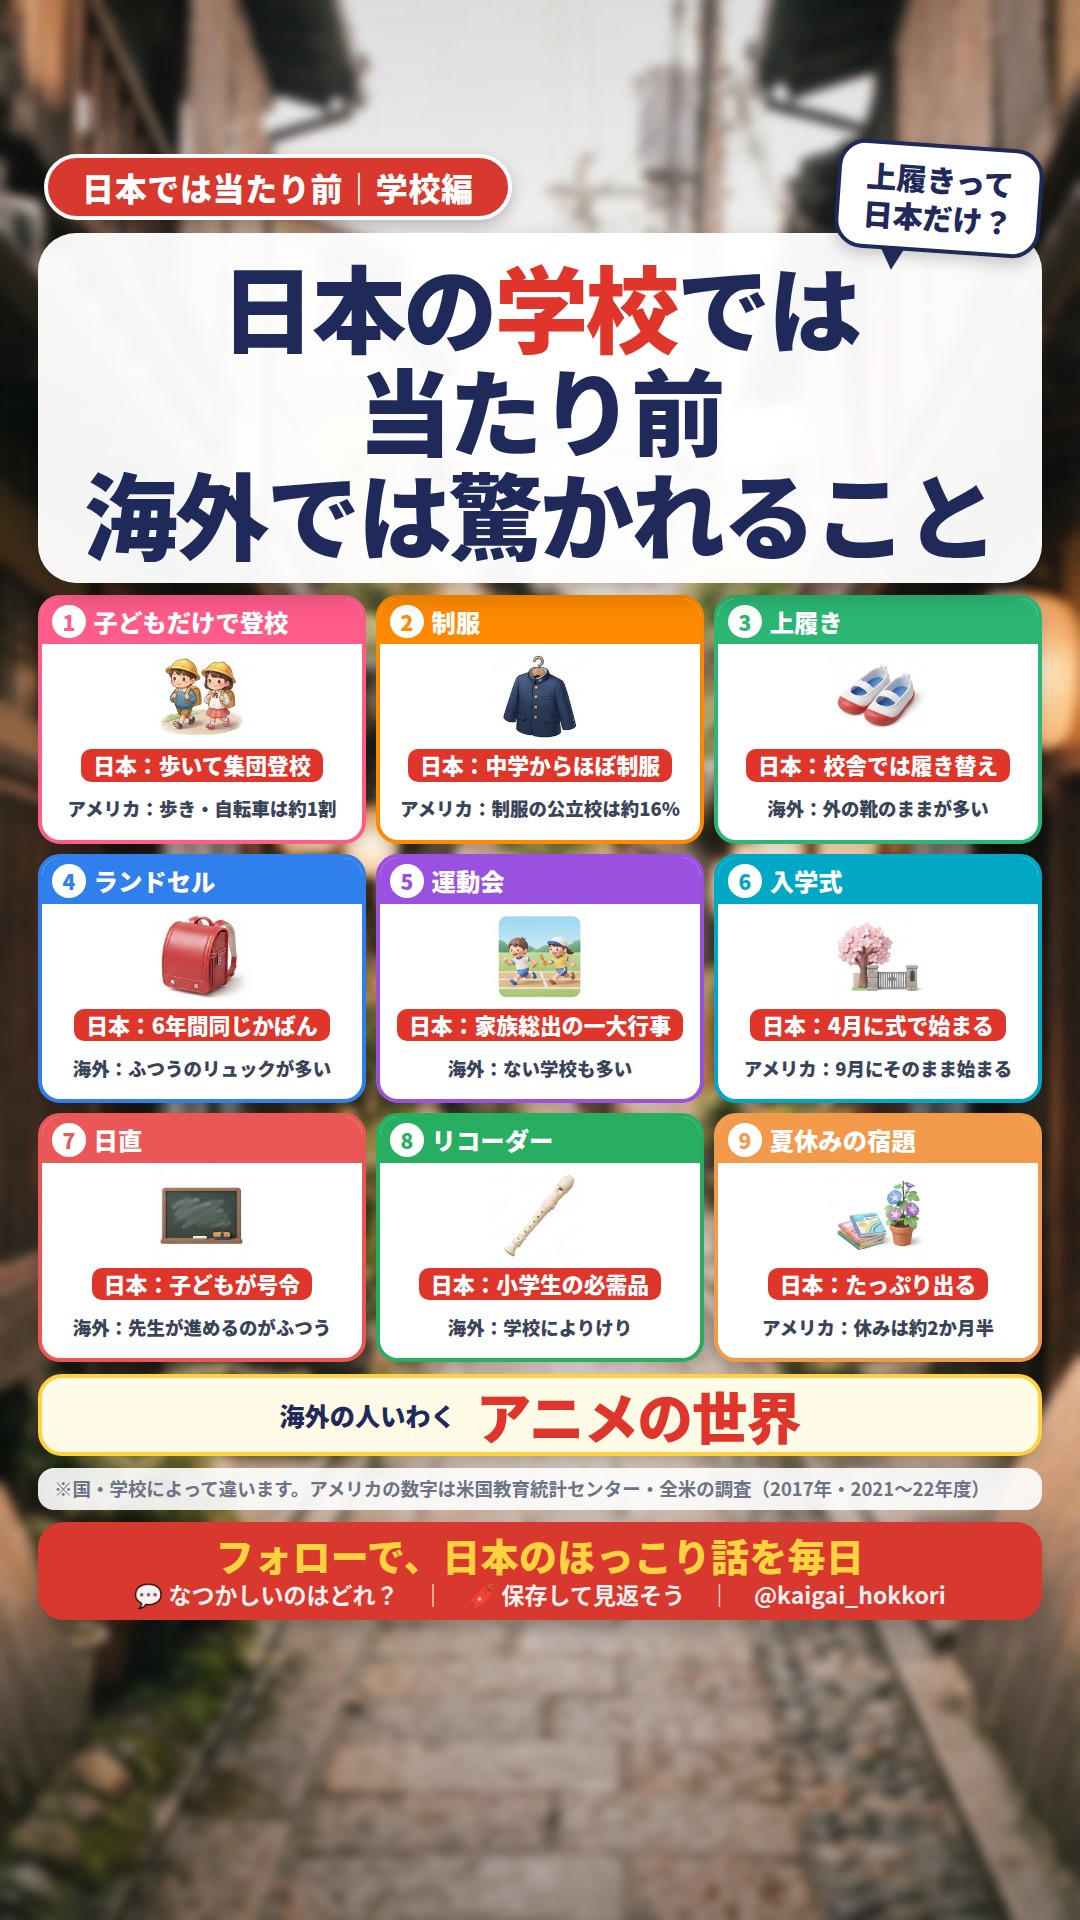 日本では当たり前｜学校編
上履きって
日本だけ？
日本の学校では
当たり前
海外では驚かれること
1 子どもだけで登校
日本：歩いて集団登校
アメリカ：歩き・自転車は約1割
2 制服
日本：中学からほぼ制服
アメリカ：制服の公立校は約16%
3 上履き
日本：校舎では履き替え
海外：外の靴のままが多い
4 ランドセル
日本：6年間同じかばん
海外：ふつうのリュックが多い
5 運動会
日本：家族総出の一大行事
海外：ない学校も多い
6 入学式
日本：4月に式で始まる
アメリカ：9月にそのまま始まる
7 日直
日本：子どもが号令
海外：先生が進めるのがふつう
8 リコーダー
日本：小学生の必需品
海外：学校によりけり
9 夏休みの宿題
日本：たっぷり出る
アメリカ：休みは約2か月半
海外の人いわく アニメの世界
※国・学校によって違います。アメリカの数字は米国教育統計センター・全米の調査（2017年・2021〜22年度）
フォローで、日本のほっこり話を毎日
💬 なつかしいのはどれ？ ｜ 🔖 保存して見返そう ｜ @kaigai_hokkori